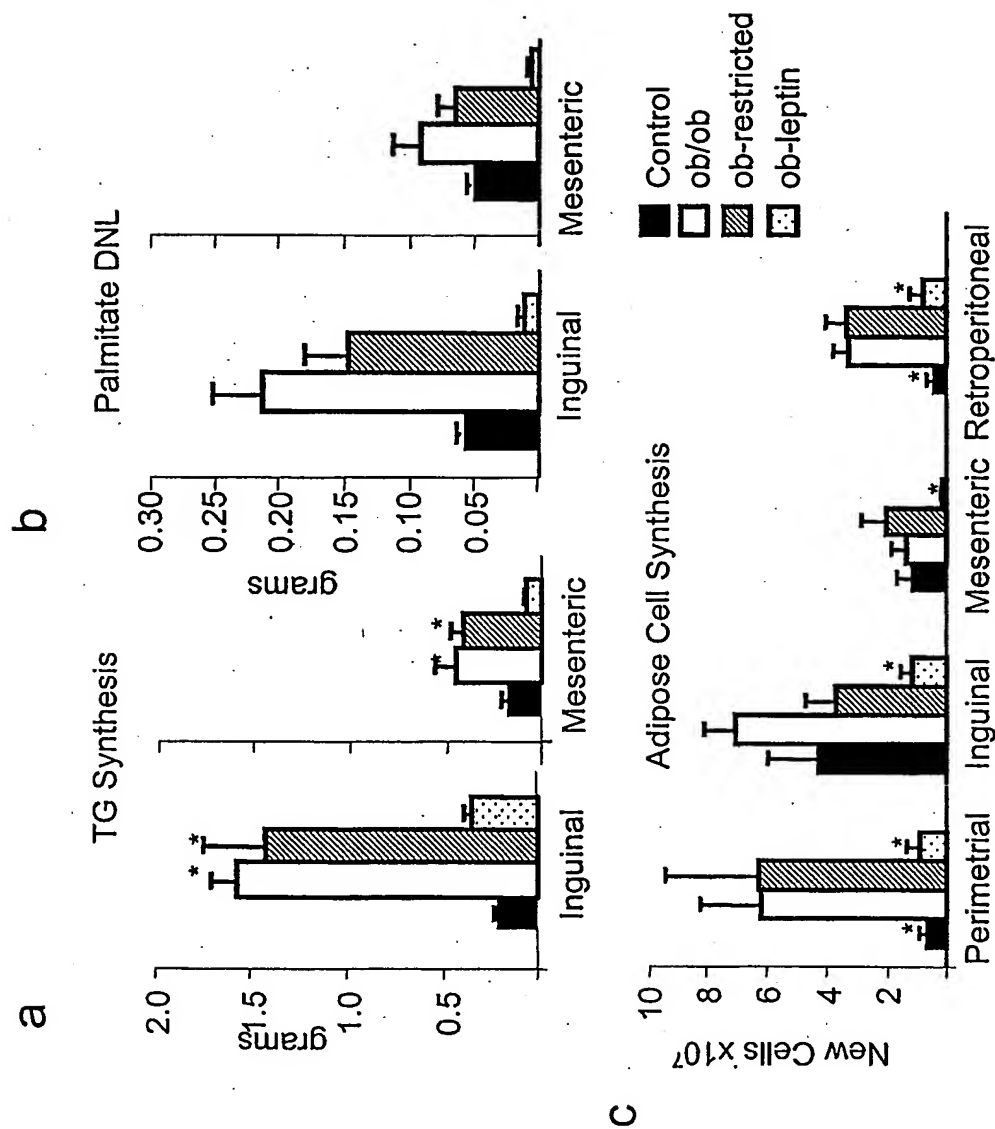 a
TG Synthesis
2.0
1.5
1.0
0.5
grams
Inguinal
Mesenteric
b
Palmitate DNL
0.30
0.25
0.20
0.15
0.10
0.05
grams
Inguinal
Mesenteric
c
Adipose Cell Synthesis
10
8
6
4
2
New Cells x10⁷
* * * *
* * * * * *
Perimetrial Inguinal Mesenteric Retroperitoneal
Control
ob/ob
ob-restricted
ob-leptin